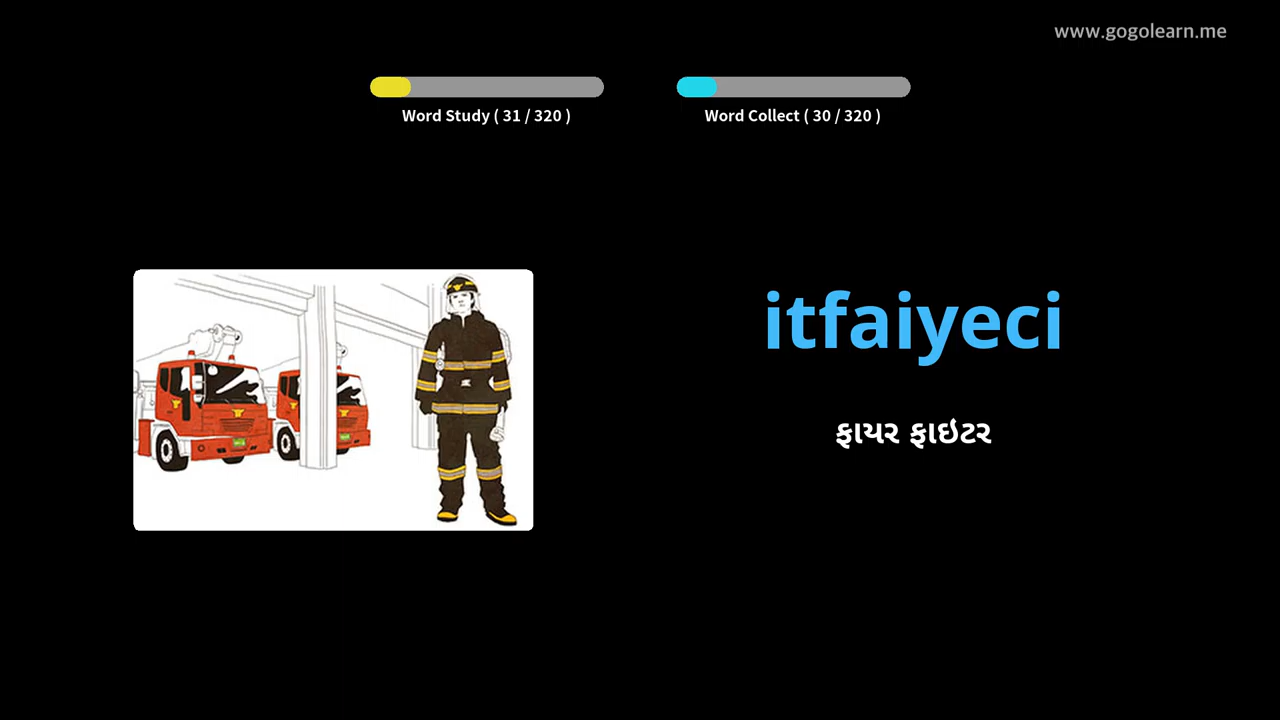 www.gogolearn.me
Word Study ( 31 / 320 )
Word Collect ( 30 / 320 )
itfaiyeci
ફાયર ફાઇટર